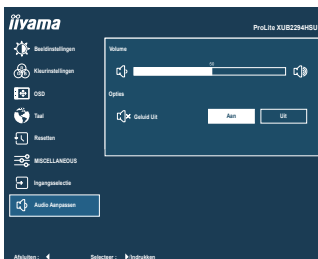 iiyama
ProLite XUB2294HSU
Beeldinstellingen
Kleurinstellingen
OSD
Taal
Resetten
MISCELLANEOUS
Ingangsselectie
Audio Aanpassen
Volume
50
Opties
Geluid Uit
Aan
Uit
Afsluiten :
Selecteer : /Indrukken